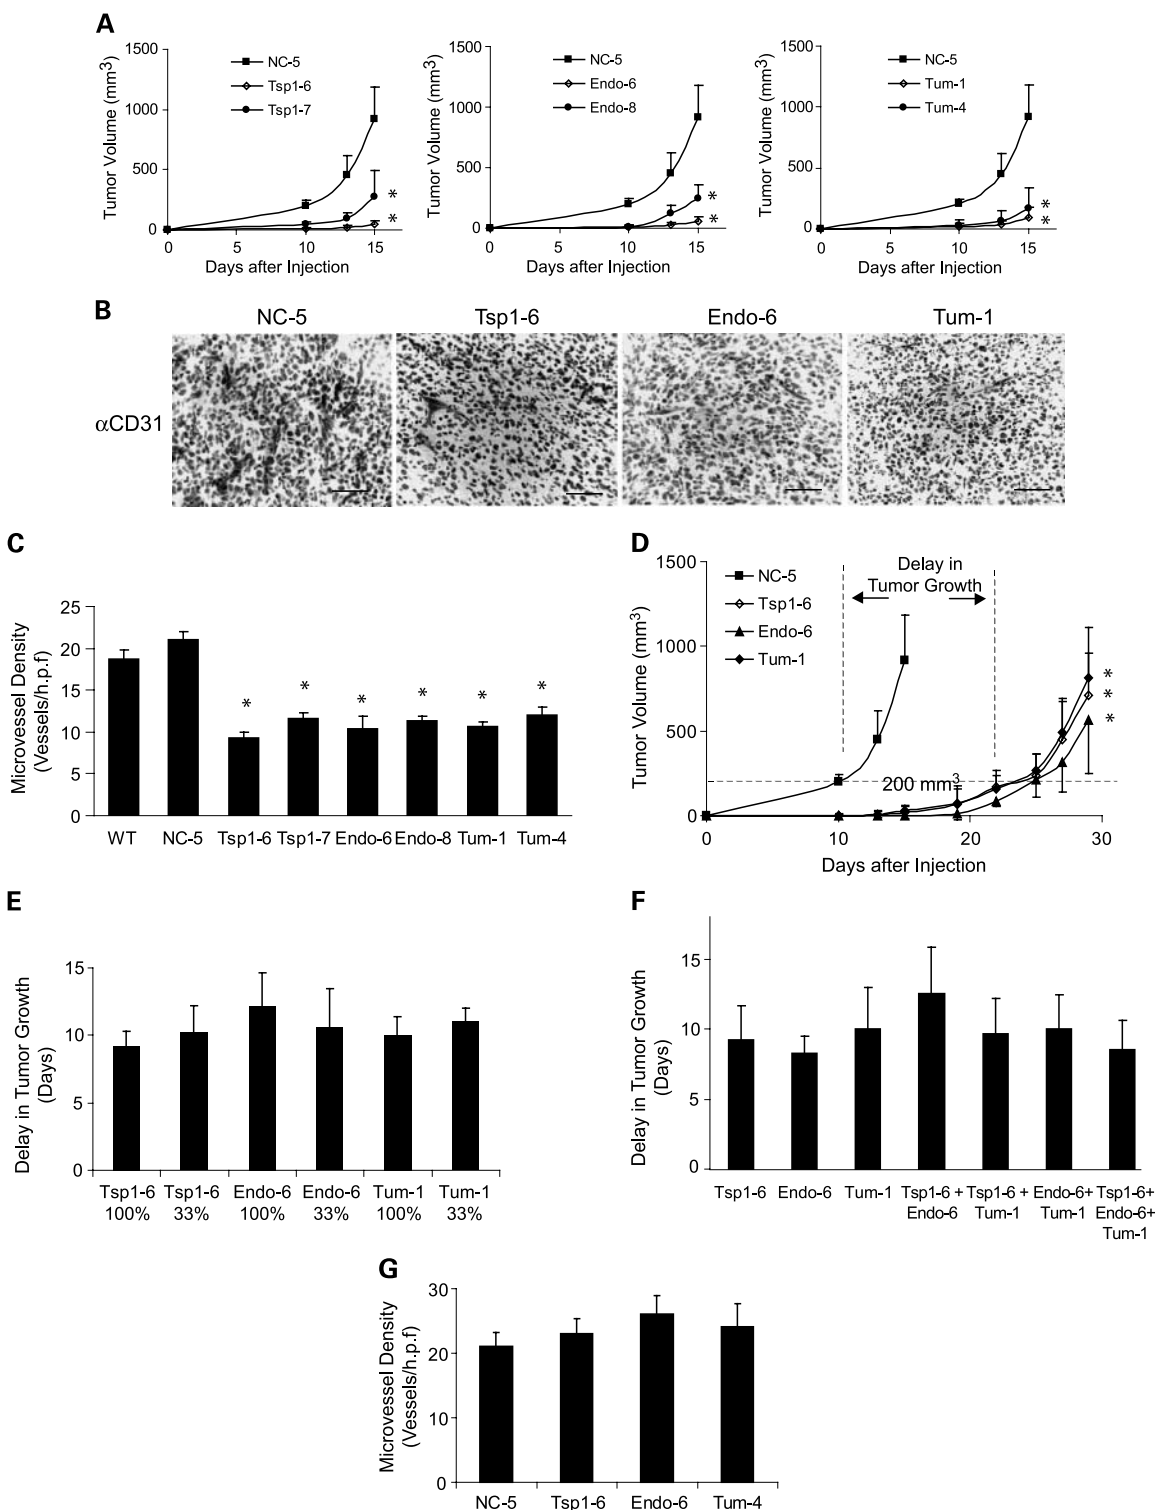 A
1500
1000
500
0
Tumor Volume (mm3)
NC-5
Tsp1-6
Tsp1-7
*
*
0 5 10 15
Days after Injection
1500
1000
500
0
Tumor Volume (mm3)
NC-5
Endo-6
Endo-8
*
*
0 5 10 15
Days after Injection
1500
1000
500
0
Tumor Volume (mm3)
NC-5
Tum-1
Tum-4
*
*
0 5 10 15
Days after Injection
B
NC-5 Tsp1-6 Endo-6 Tum-1
αCD31
C
Microvessel Density
(Vessels/h.p.f)
25
20
15
10
5
0
* * * * * *
WT NC-5 Tsp1-6 Tsp1-7 Endo-6 Endo-8 Tum-1 Tum-4
D
Tumor Volume (mm3)
1500
1000
500
0
NC-5
Tsp1-6
Endo-6
Tum-1
Delay in
Tumor Growth
200 mm3
*
*
*
0 10 20 30
Days after Injection
E
Delay in Tumor Growth
(Days)
15
10
5
0
Tsp1-6 Tsp1-6 Endo-6 Endo-6 Tum-1 Tum-1
100% 33% 100% 33% 100% 33%
F
Delay in Tumor Growth
(Days)
15
10
5
0
Tsp1-6 Endo-6 Tum-1 Tsp1-6 + Tsp1-6 + Endo-6+ Tsp1-6+
Endo-6 Tum-1 Tum-1 Endo-6+
Tum-1
G
Microvessel Density
(Vessels/h.p.f)
30
20
10
0
NC-5 Tsp1-6 Endo-6 Tum-4